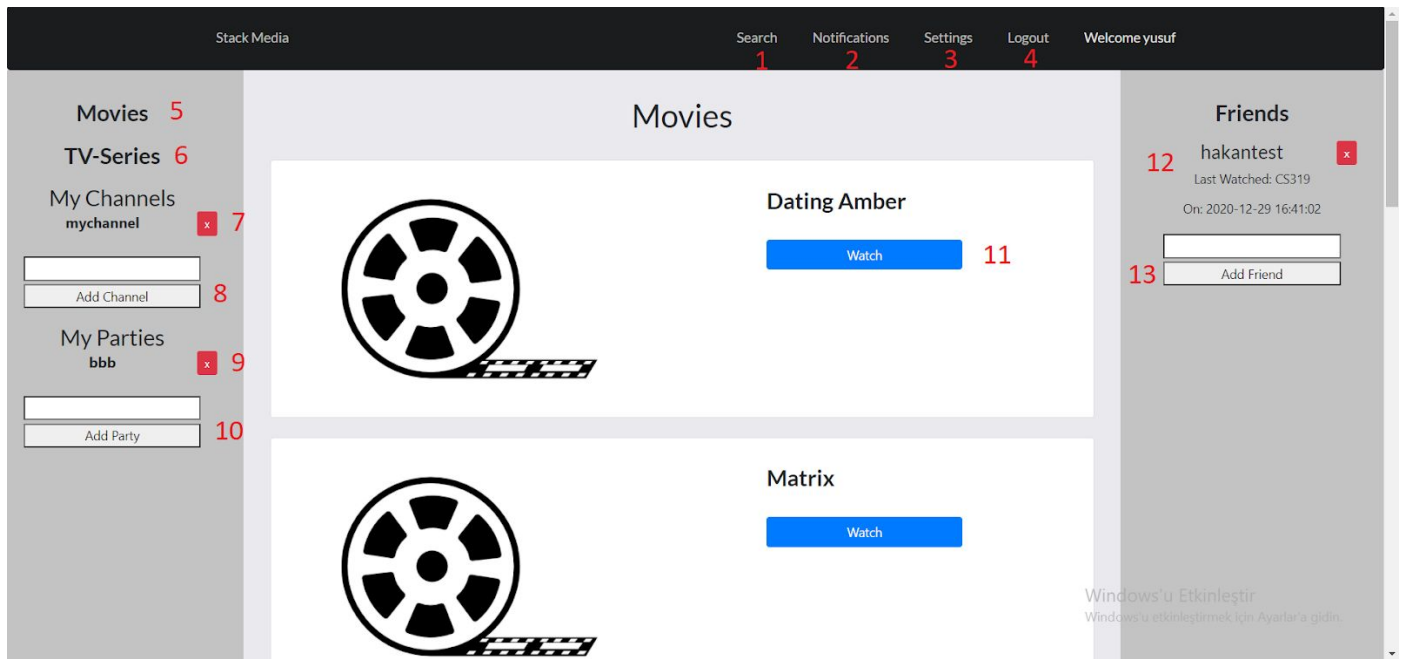 Stack Media Search Notifications Settings Logout Welcome yusuf
1 2 3 4
Movies 5
TV-Series 6
My Channels
mychannel x 7
Add Channel 8
My Parties
bbb x 9
Add Party 10
Movies
Dating Amber
Watch 11
Matrix
Watch
Friends
12 hakantest x
Last Watched: CS319
On: 2020-12-29 16:41:02
13 Add Friend
Windows'u Etkinleştir
Windows'u etkinleştirmek için Ayarlar'a gidin.